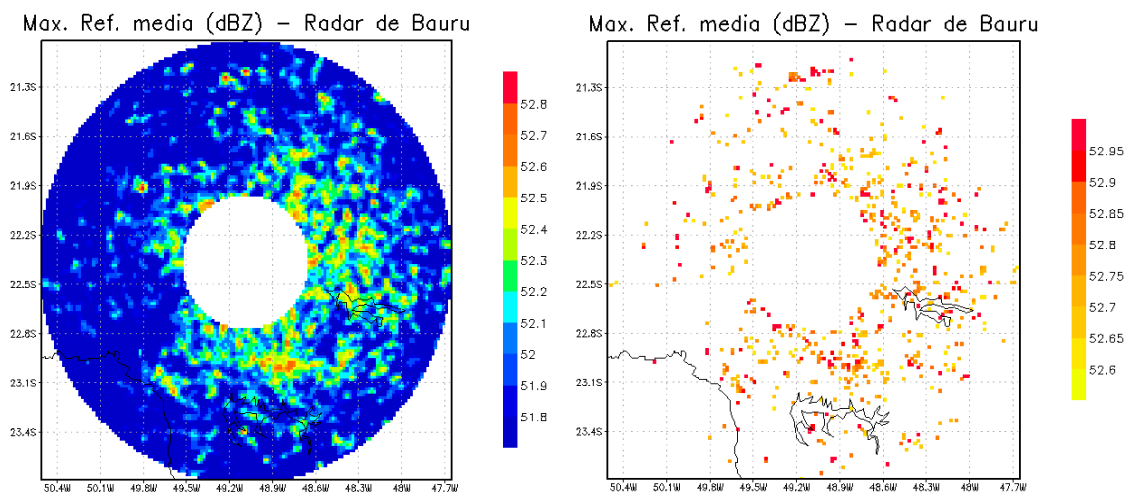 Max. Ref. media (dBZ) - Radar de Bauru
21.3S
21.6S
21.9S
22.2S
22.5S
22.8S
23.1S
23.4S
50.4W 50.1W 49.8W 49.5W 49.2W 48.9W 48.6W 48.3W 48W 47.7W
52.8
52.7
52.6
52.5
52.4
52.3
52.2
52.1
52
51.9
51.8
Max. Ref. media (dBZ) - Radar de Bauru
21.3S
21.6S
21.9S
22.2S
22.5S
22.8S
23.1S
23.4S
50.4W 50.1W 49.8W 49.5W 49.2W 48.9W 48.6W 48.3W 48W 47.7W
52.95
52.9
52.85
52.8
52.75
52.7
52.65
52.6